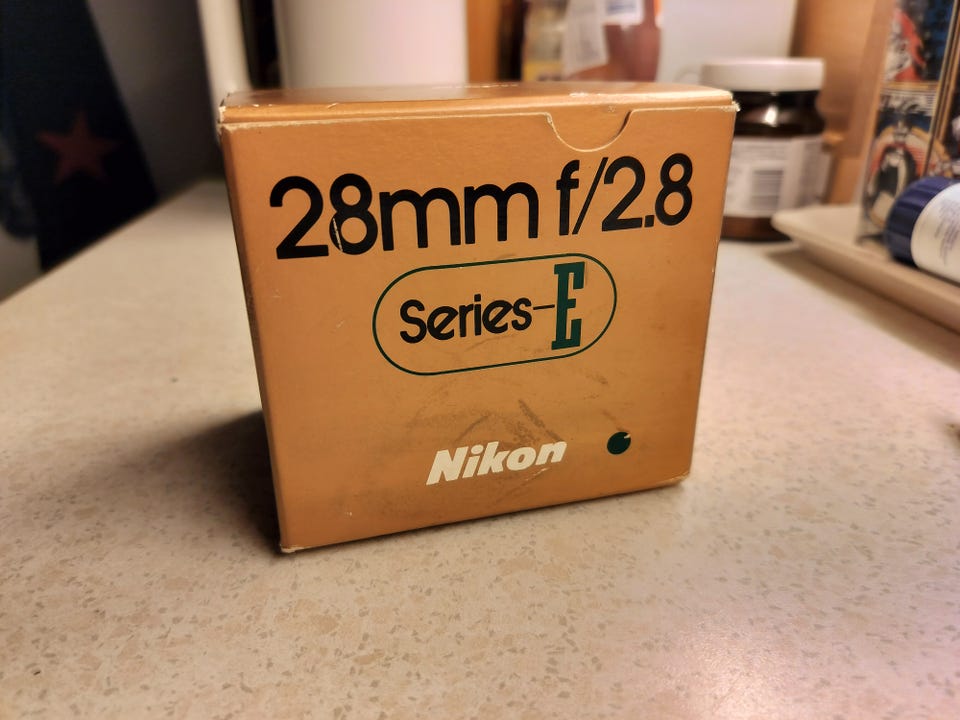 28mm f/2.8
Series-E
Nikon